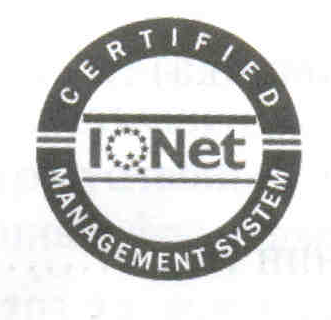 CERTIFIED
IQNet
MANAGEMENT SYSTEM